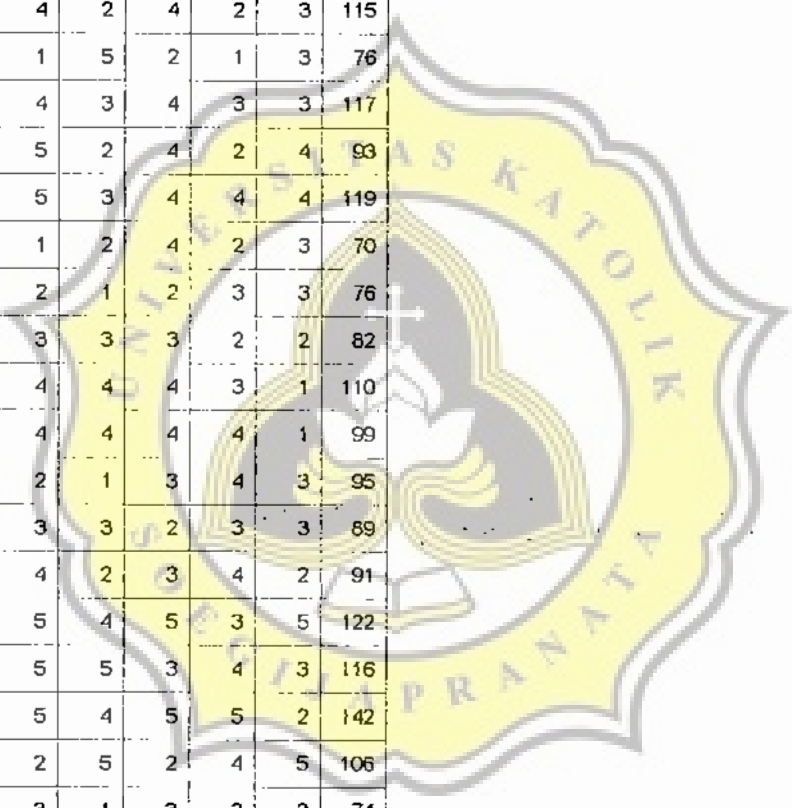 4 2 4 2 3 115
1 5 2 1 3 76
4 3 4 3 3 117
5 2 4 2 4 93
5 3 4 4 4 119
1 2 4 2 3 70
2 1 2 3 3 76
3 3 3 2 2 82
4 4 4 3 1 110
4 4 4 4 1 99
2 1 3 4 3 95
3 3 2 3 3 89
4 2 3 4 2 91
5 4 5 3 5 122
5 5 3 4 3 116
5 4 5 5 2 142
2 5 2 4 5 106
UNIVERSITAS KATOLIK
SOEGIJAPRANATA